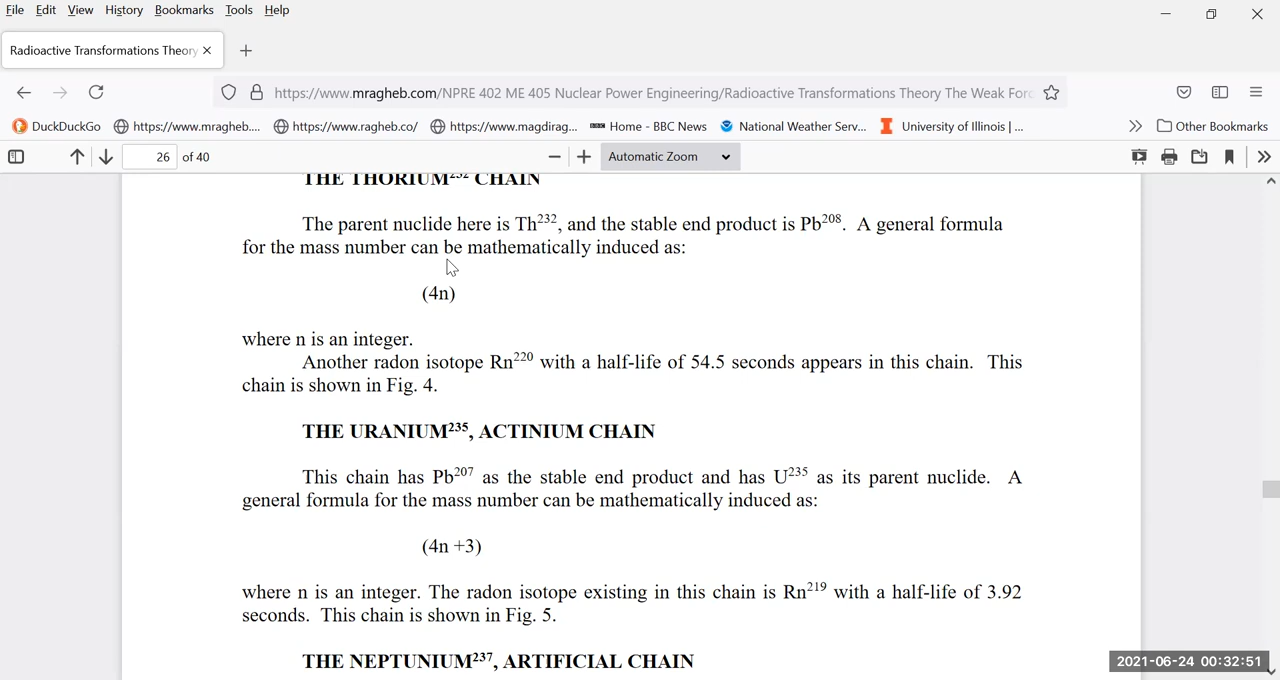 File Edit View History Bookmarks Tools Help
Radioactive Transformations Theory
https://www.mragheb.com/NPRE 402 ME 405 Nuclear Power Engineering/Radioactive Transformations Theory The Weak Forc
DuckDuckGo https://www.mragheb.... https://www.ragheb.co/ https://www.magdirag... BBC Home - BBC News National Weather Serv... University of Illinois |... Other Bookmarks
26 of 40 Automatic Zoom
THE THORIUM²³² CHAIN
The parent nuclide here is Th²³², and the stable end product is Pb²⁰⁸. A general formula
for the mass number can be mathematically induced as:
(4n)
where n is an integer.
Another radon isotope Rn²²⁰ with a half-life of 54.5 seconds appears in this chain. This
chain is shown in Fig. 4.
THE URANIUM²³⁵, ACTINIUM CHAIN
This chain has Pb²⁰⁷ as the stable end product and has U²³⁵ as its parent nuclide. A
general formula for the mass number can be mathematically induced as:
(4n +3)
where n is an integer. The radon isotope existing in this chain is Rn²¹⁹ with a half-life of 3.92
seconds. This chain is shown in Fig. 5.
THE NEPTUNIUM²³⁷, ARTIFICIAL CHAIN
2021-06-24 00:32:51